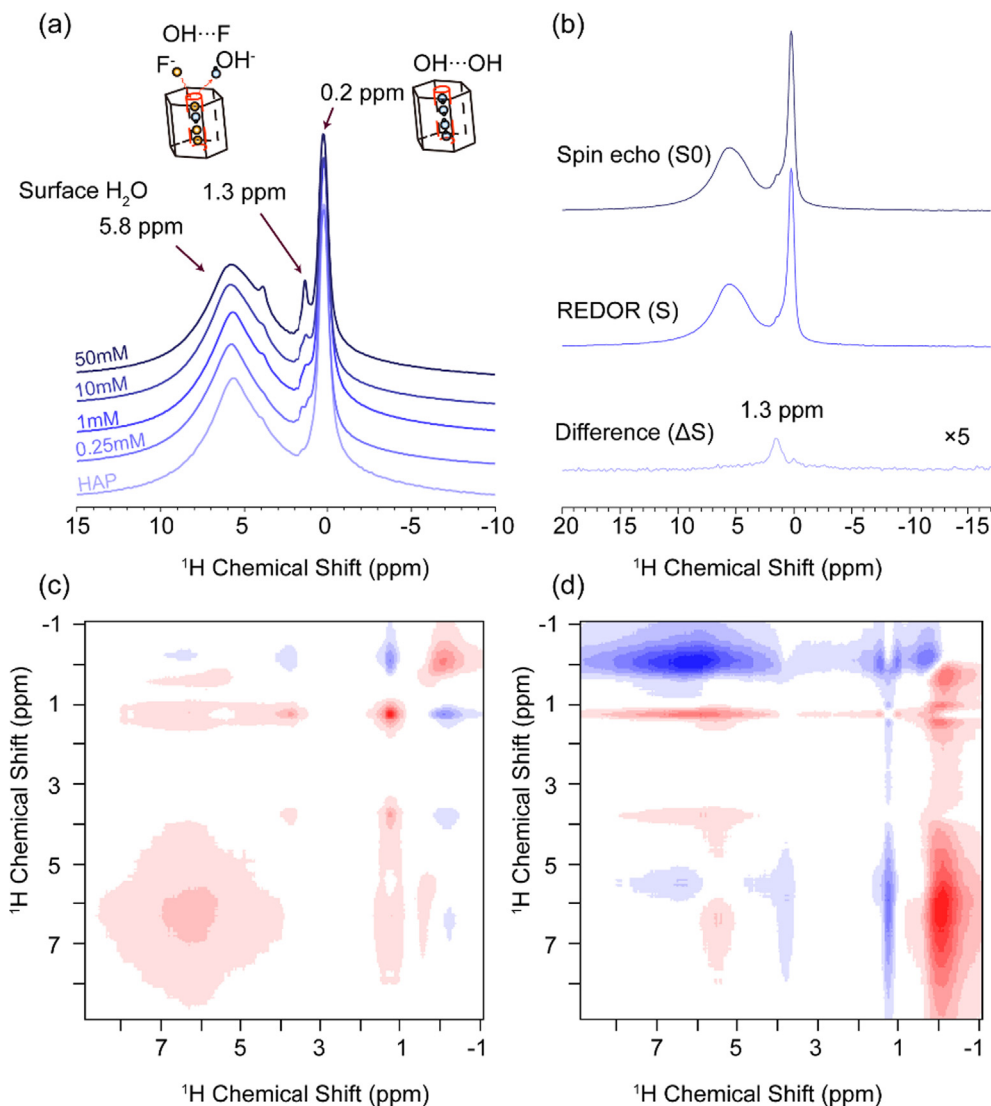 (a)
OH···F
F⁻
OH⁻
OH···OH
0.2 ppm
Surface H₂O
5.8 ppm
1.3 ppm
50mM
10mM
1mM
0.25mM
HAP
15 10 5 0 -5 -10
¹H Chemical Shift (ppm)
(b)
Spin echo (S0)
REDOR (S)
1.3 ppm
Difference (ΔS)
×5
20 15 10 5 0 -5 -10 -15
¹H Chemical Shift (ppm)
(c)
-1
1
3
5
7
¹H Chemical Shift (ppm)
7 5 3 1 -1
¹H Chemical Shift (ppm)
(d)
-1
1
3
5
7
¹H Chemical Shift (ppm)
7 5 3 1 -1
¹H Chemical Shift (ppm)